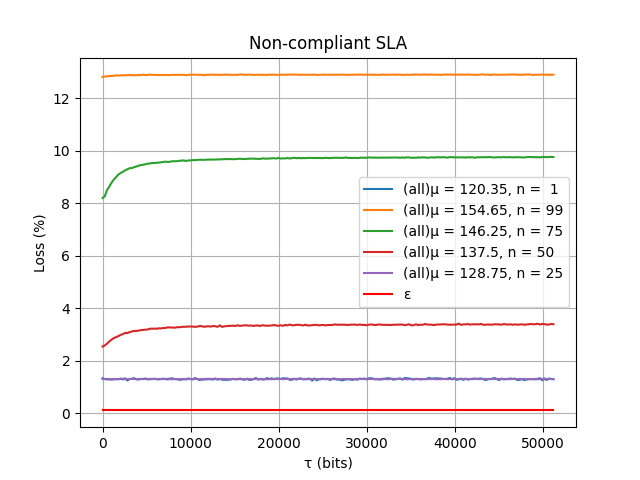 Non-compliant SLA
Loss (%)
12
10
8
6
4
2
0
(all)μ = 120.35, n =  1
(all)μ = 154.65, n = 99
(all)μ = 146.25, n = 75
(all)μ = 137.5, n = 50
(all)μ = 128.75, n = 25
ε
0 10000 20000 30000 40000 50000
τ (bits)